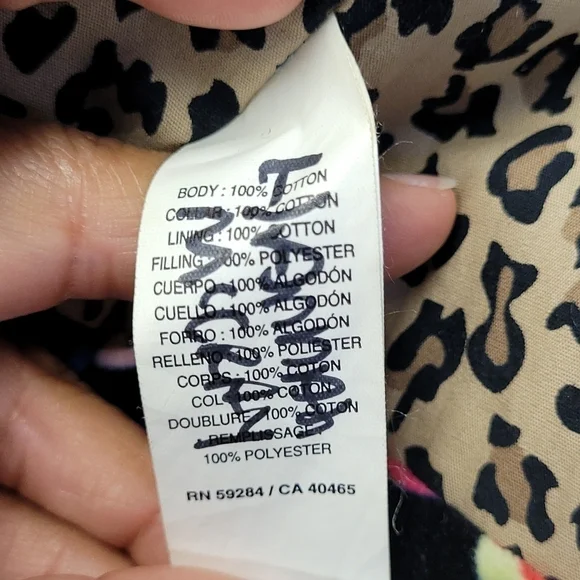 BODY : 100% COTTON
COLLAR : 100% COTTON
LINING : 100% COTTON
FILLING : 100% POLYESTER
CUERPO : 100% ALGODÓN
CUELLO : 100% ALGODÓN
FORRO : 100% ALGODÓN
RELLENO : 100% POLIESTER
CORPS : 100% COTON
COL : 100% COTON
DOUBLURE : 100% COTON
REMPLISSAGE :
100% POLYESTER
RN 59284 / CA 40465